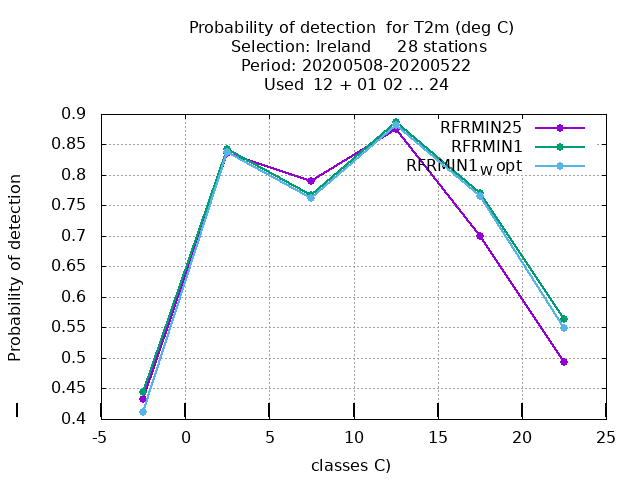 Probability of detection  for T2m (deg C)
Selection: Ireland     28 stations
Period: 20200508-20200522
Used  12 + 01 02 ... 24
0.9
0.85
0.8
0.75
0.7
0.65
0.6
0.55
0.5
0.45
0.4
Probability of detection
RFRMIN25
RFRMIN1
RFRMIN1W opt
-5
0
5
10
15
20
25
classes C)